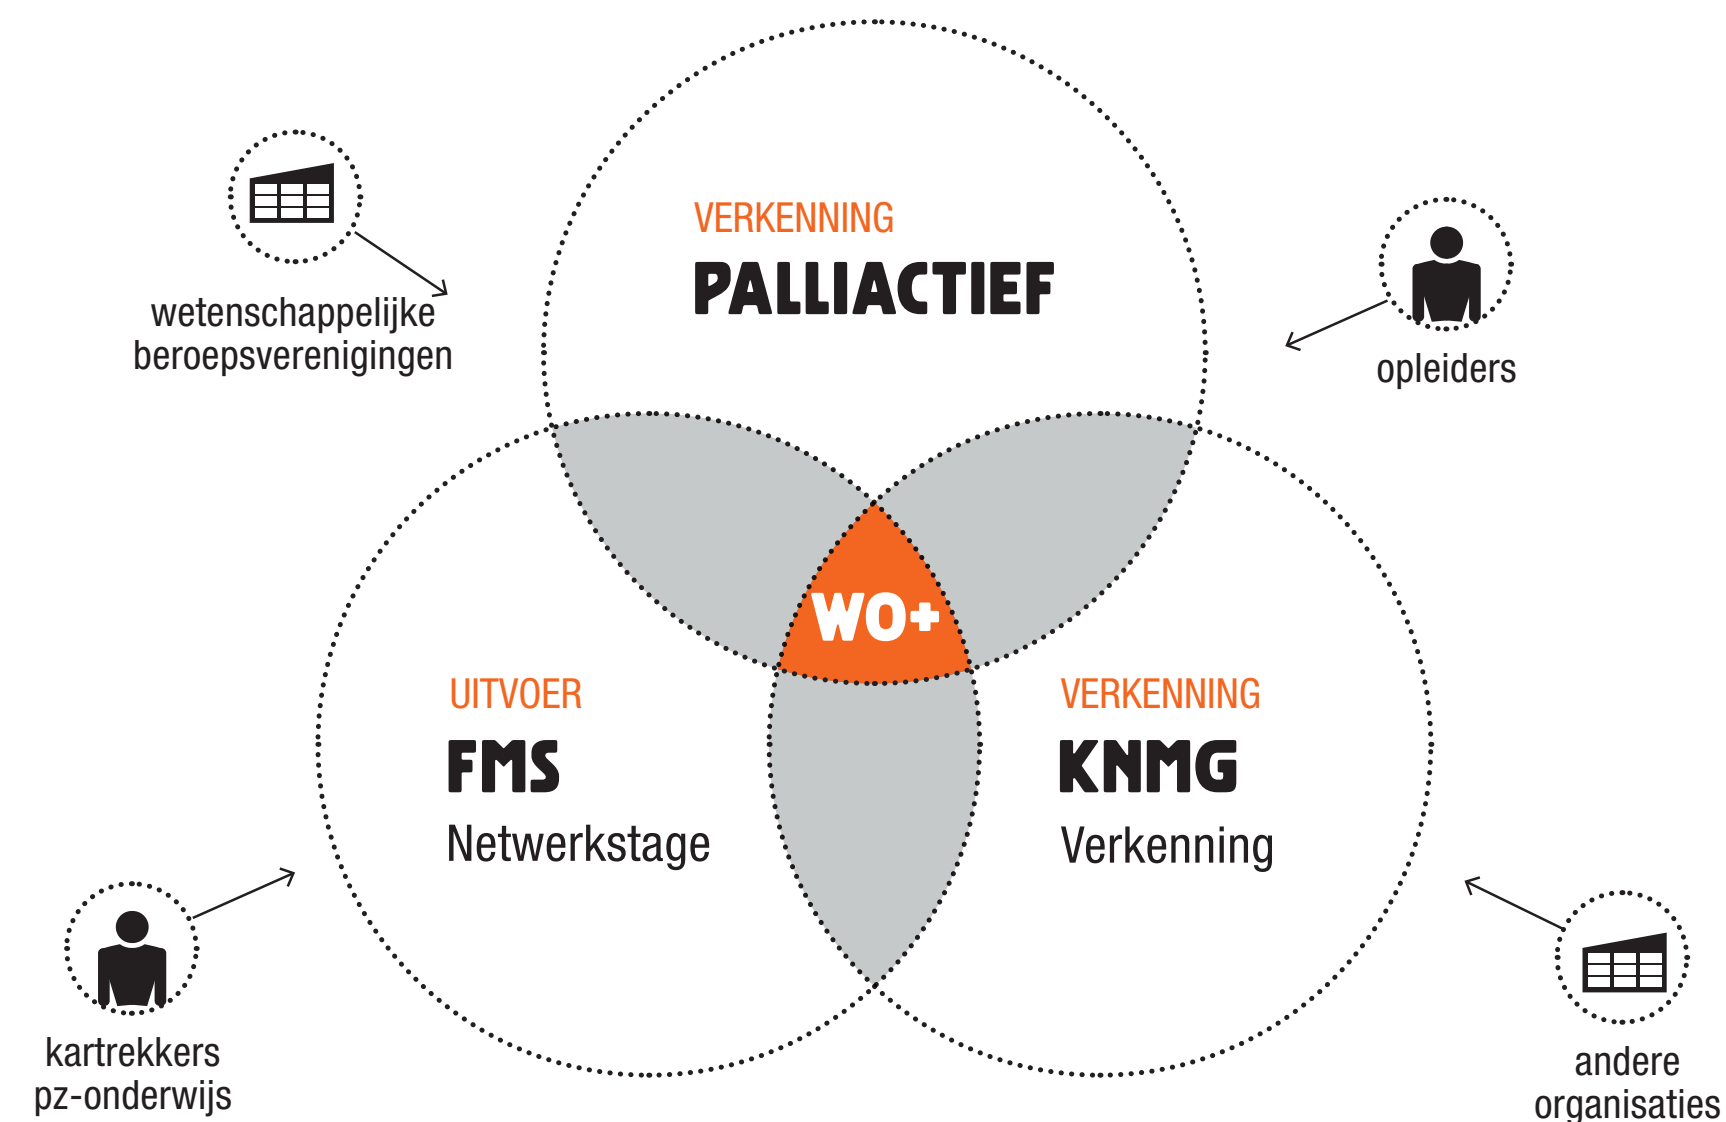 VERKENNING
PALLIACTIEF
wetenschappelijke
beroepsverenigingen
opleiders
WO+
UITVOER
FMS
Netwerkstage
VERKENNING
KNMG
Verkenning
kartrekkers
pz-onderwijs
andere
organisaties